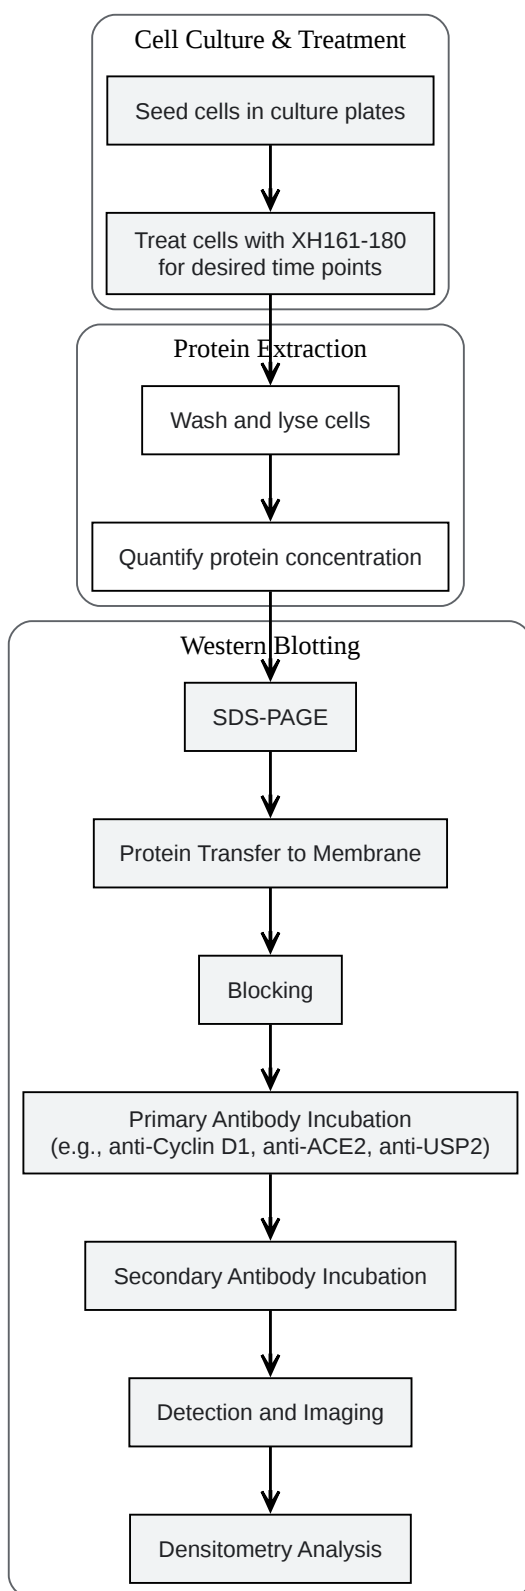 Cell Culture & Treatment
Seed cells in culture plates
Treat cells with XH161-180
for desired time points
Protein Extraction
Wash and lyse cells
Quantify protein concentration
Western Blotting
SDS-PAGE
Protein Transfer to Membrane
Blocking
Primary Antibody Incubation
(e.g., anti-Cyclin D1, anti-ACE2, anti-USP2)
Secondary Antibody Incubation
Detection and Imaging
Densitometry Analysis